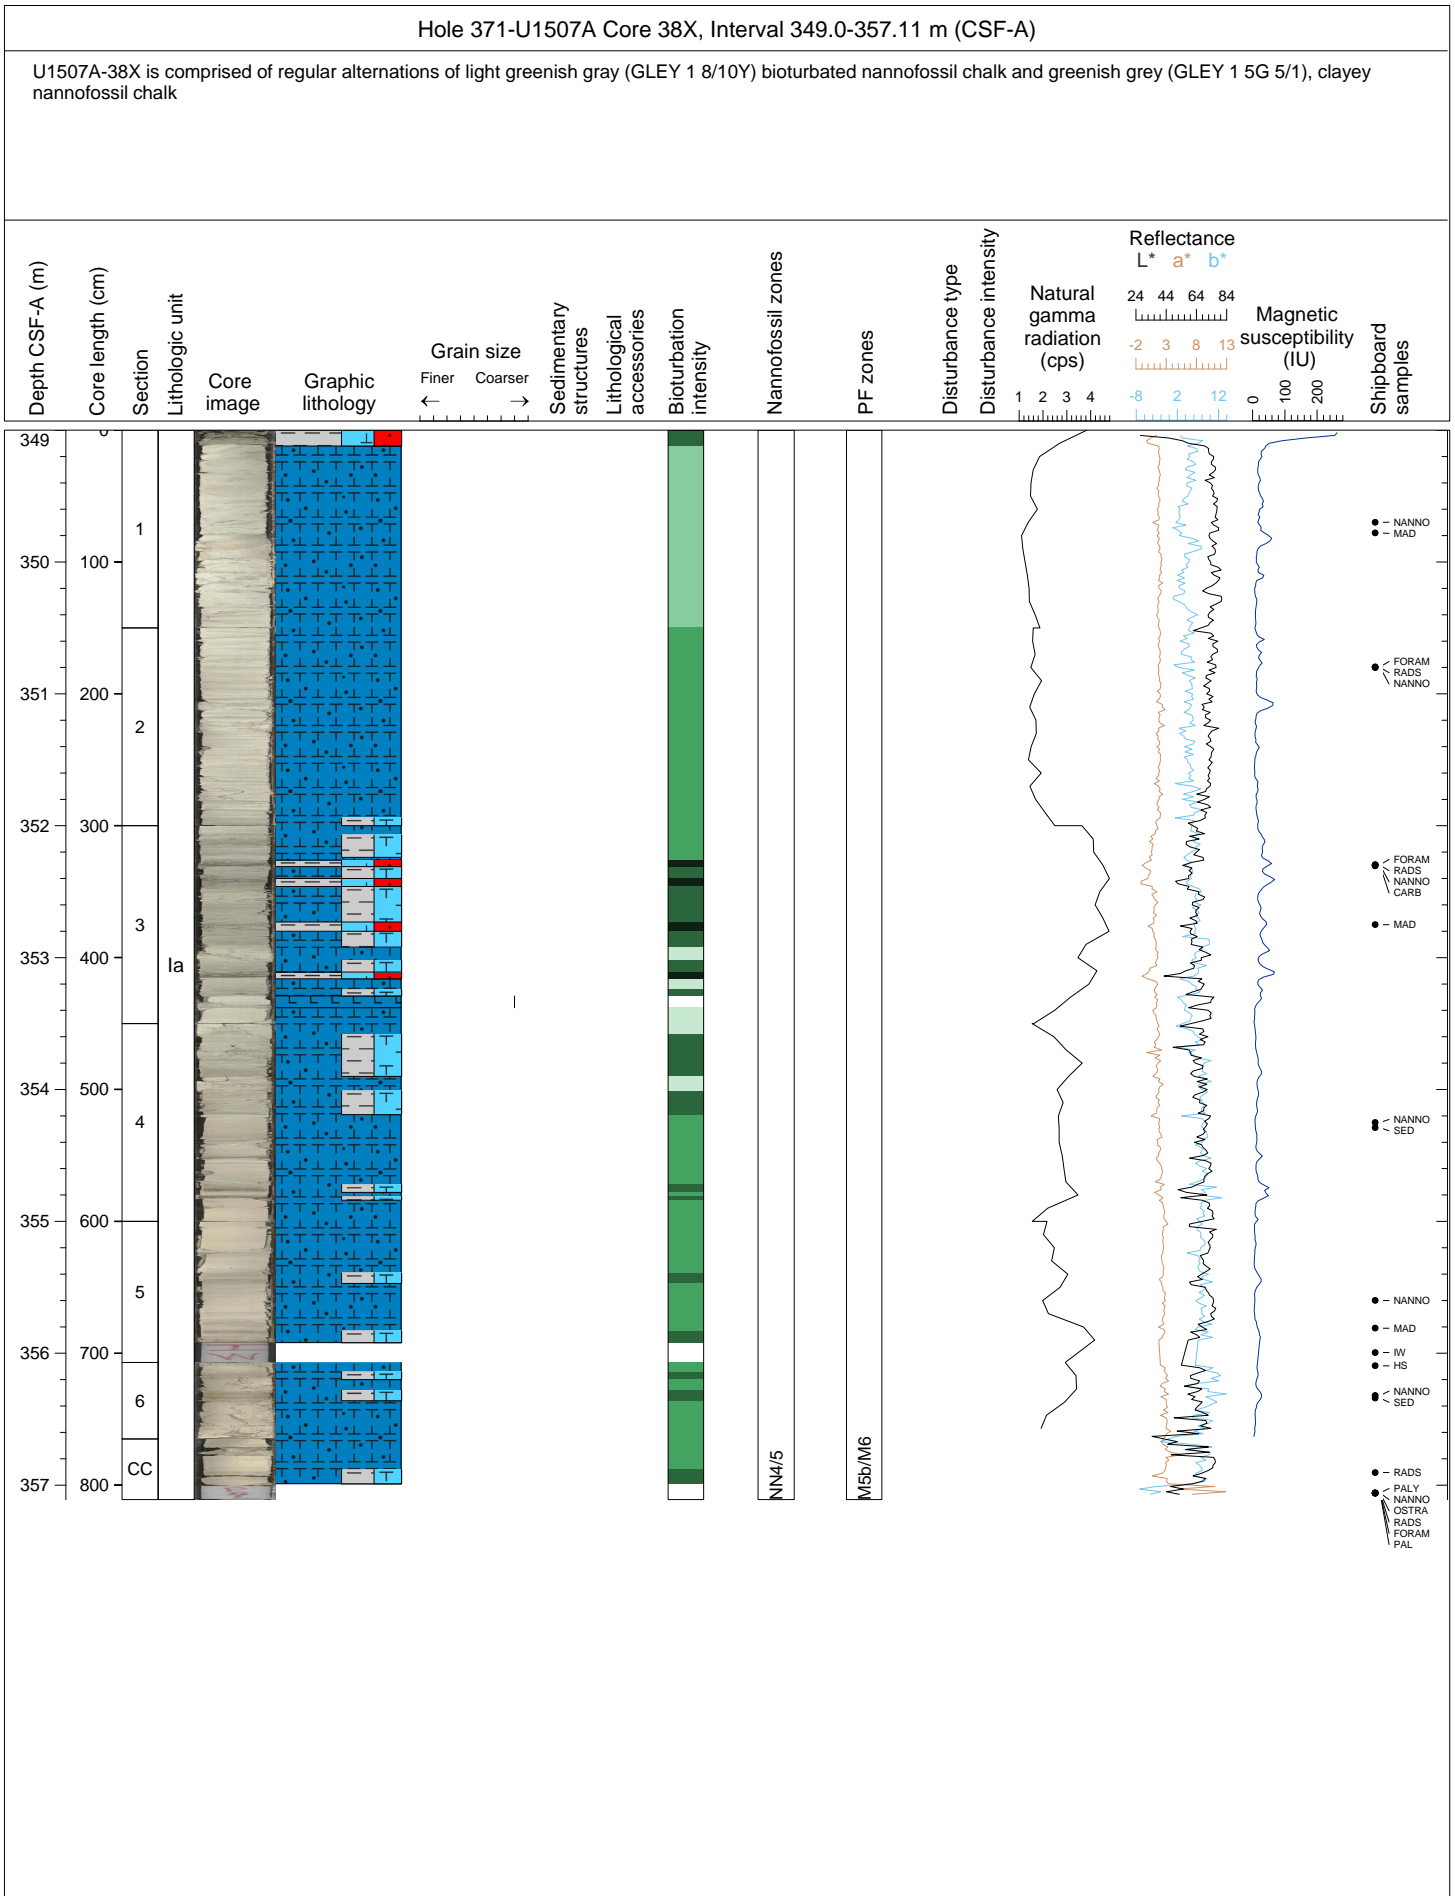 Hole 371-U1507A Core 38X, Interval 349.0-357.11 m (CSF-A)
U1507A-38X is comprised of regular alternations of light greenish gray (GLEY 1 8/10Y) bioturbated nannofossil chalk and greenish grey (GLEY 1 5G 5/1), clayey
nannofossil chalk
Depth CSF-A (m)
Core length (cm)
Section
Lithologic unit
Core
image
Graphic
lithology
Grain size
Finer Coarser
← →
Sedimentary
structures
Lithological
accessories
Bioturbation
intensity
Nannofossil zones
PF zones
Disturbance type
Disturbance intensity
Natural
gamma
radiation
(cps)
1 2 3 4
Reflectance
L* a* b*
24 44 64 84
-2 3 8 13
-8 2 12
Magnetic
susceptibility
(IU)
0 100 200
Shipboard
samples
349 0
350 100
351 200
352 300
353 400
354 500
355 600
356 700
357 800
1
2
3
4
5
6
CC
Ia
NN4/5
M5b/M6
NANNO
MAD
FORAM
RADS
NANNO
FORAM
RADS
NANNO
CARB
MAD
NANNO
SED
NANNO
MAD
IW
HS
NANNO
SED
RADS
PALY
NANNO
OSTRA
RADS
FORAM
PAL